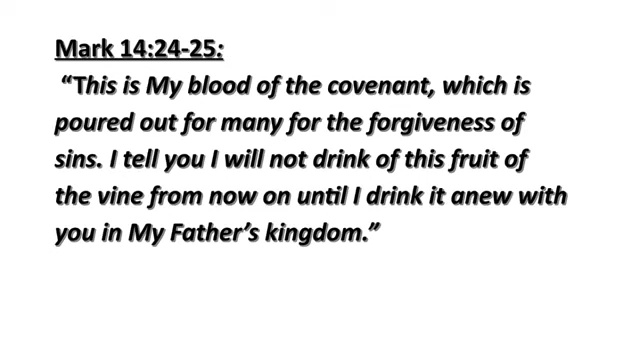 Mark 14:24-25:
“This is My blood of the covenant, which is
poured out for many for the forgiveness of
sins. I tell you I will not drink of this fruit of
the vine from now on until I drink it anew with
you in My Father’s kingdom.”